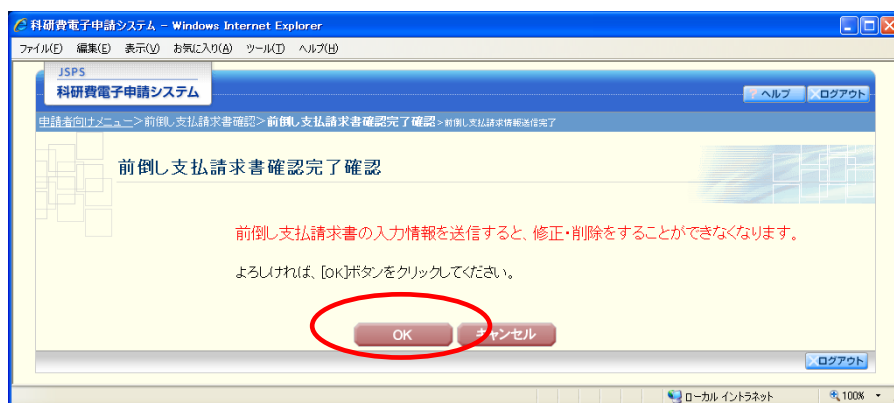 科研費電子申請システム - Windows Internet Explorer
ファイル(F) 編集(E) 表示(V) お気に入り(A) ツール(T) ヘルプ(H)
JSPS
科研費電子申請システム
? ヘルプ ログアウト
申請者向けメニュー>前倒し支払請求書確認>前倒し支払請求書確認完了確認>前倒し支払請求情報送信完了
前倒し支払請求書確認完了確認
前倒し支払請求書の入力情報を送信すると、修正・削除をすることができなくなります。
よろしければ、[OK]ボタンをクリックしてください。
OK キャンセル
ログアウト
ローカル イントラネット 100%